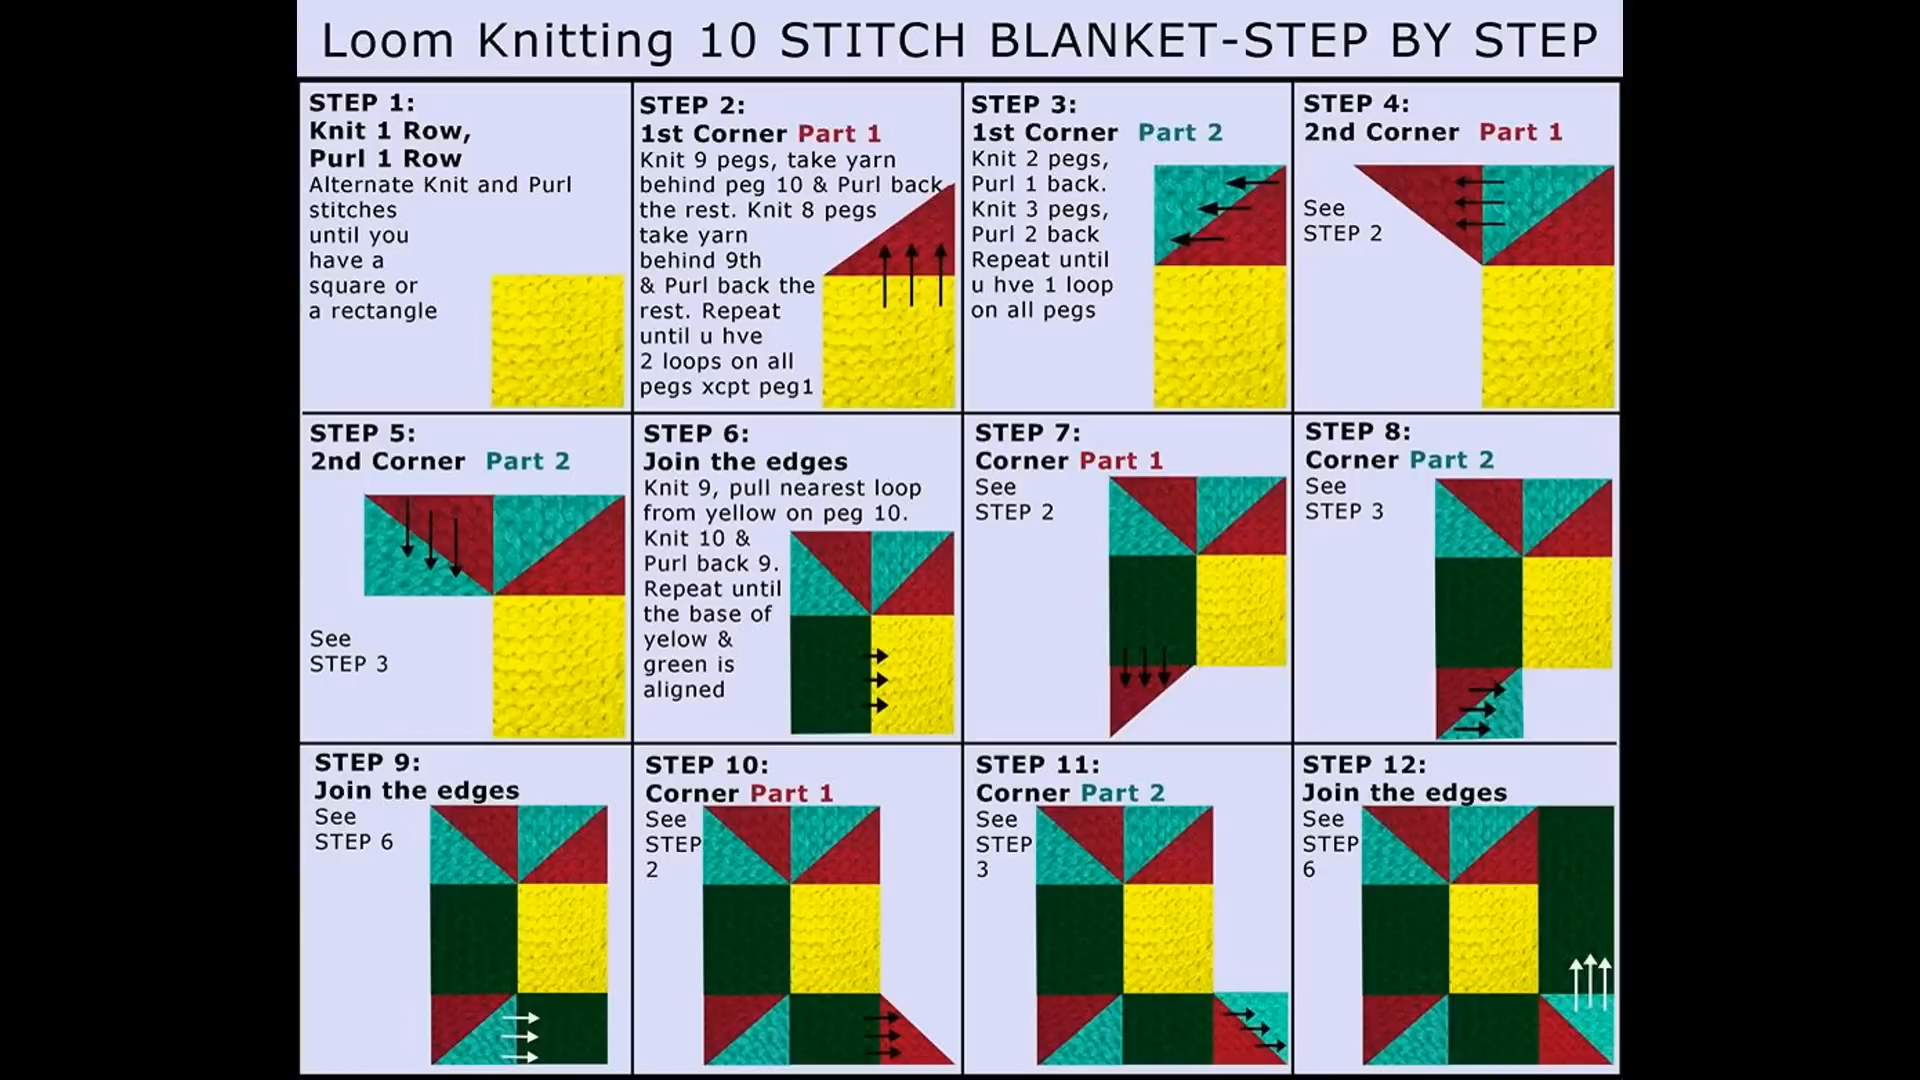 Loom Knitting 10 STITCH BLANKET-STEP BY STEP
STEP 1:
Knit 1 Row,
Purl 1 Row
Alternate Knit and Purl
stitches
until you
have a
square or
a rectangle
STEP 2:
1st Corner Part 1
Knit 9 pegs, take yarn
behind peg 10 & Purl back
the rest. Knit 8 pegs
take yarn
behind 9th
& Purl back the
rest. Repeat
until u hve
2 loops on all
pegs xcpt peg1
STEP 3:
1st Corner Part 2
Knit 2 pegs,
Purl 1 back.
Knit 3 pegs,
Purl 2 back
Repeat until
u hve 1 loop
on all pegs
STEP 4:
2nd Corner Part 1
See
STEP 2
STEP 5:
2nd Corner Part 2
See
STEP 3
STEP 6:
Join the edges
Knit 9, pull nearest loop
from yellow on peg 10.
Knit 10 &
Purl back 9.
Repeat until
the base of
yelow &
green is
aligned
STEP 7:
Corner Part 1
See
STEP 2
STEP 8:
Corner Part 2
See
STEP 3
STEP 9:
Join the edges
See
STEP 6
STEP 10:
Corner Part 1
See
STEP
2
STEP 11:
Corner Part 2
See
STEP
3
STEP 12:
Join the edges
See
STEP
6